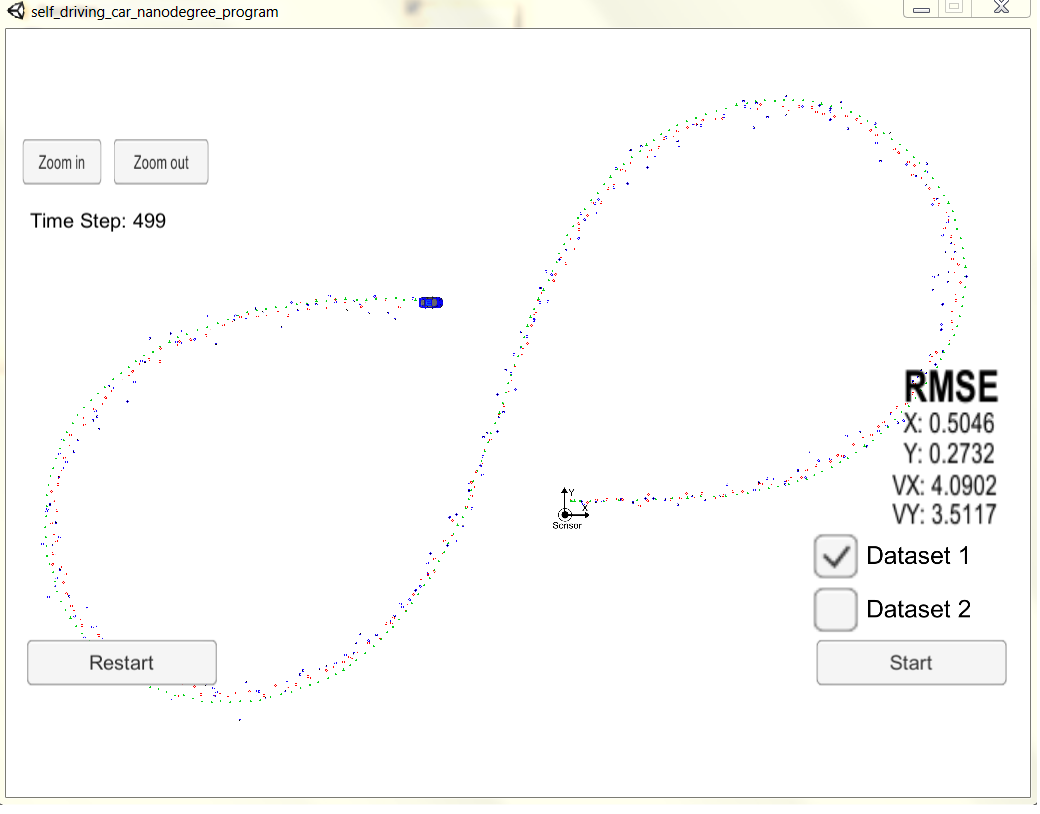 self_driving_car_nanodegree_program
Zoom in
Zoom out
Time Step: 499
RMSE
X: 0.5046
Y: 0.2732
VX: 4.0902
VY: 3.5117
Y
X
Sensor
Dataset 1
Dataset 2
Restart
Start